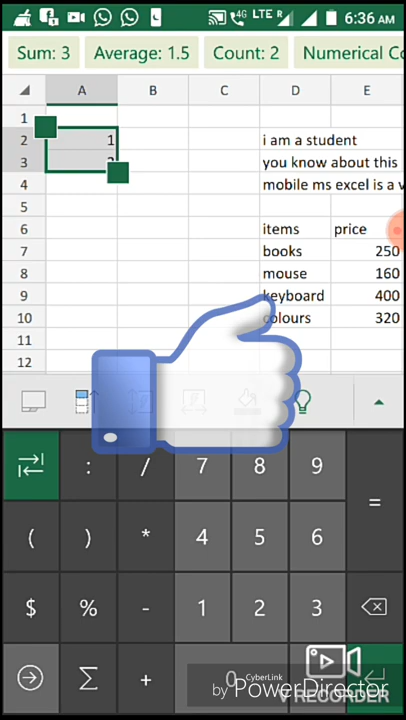 4G LTE R 6:36 AM
Sum: 3 Average: 1.5 Count: 2 Numerical Co
A B C D E
1
2 1 i am a student
3 you know about this
4 mobile ms excel is a v
5
6 items price
7 books 250
8 mouse 160
9 keyboard 400
10 colours 320
11
12
: / 7 8 9
( ) * 4 5 6 =
$ % - 1 2 3
Σ + 0
by CyberLink PowerDirector
V RECORDER